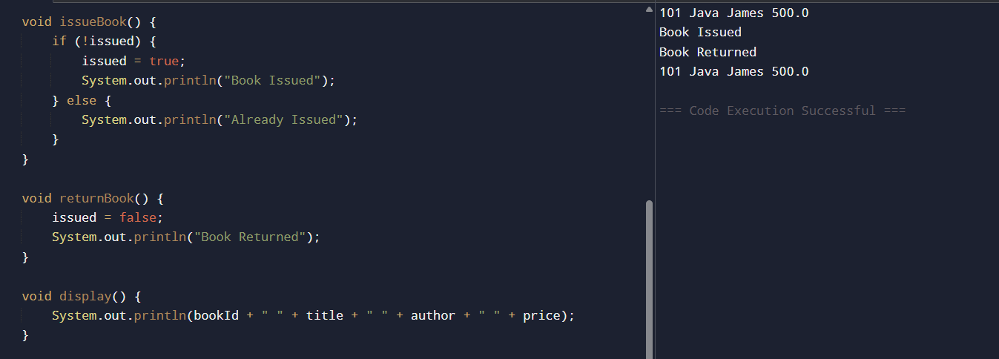 void issueBook() {
    if (!issued) {
        issued = true;
        System.out.println("Book Issued");
    } else {
        System.out.println("Already Issued");
    }
}

void returnBook() {
    issued = false;
    System.out.println("Book Returned");
}

void display() {
    System.out.println(bookId + " " + title + " " + author + " " + price);
}

101 Java James 500.0
Book Issued
Book Returned
101 Java James 500.0

=== Code Execution Successful ===